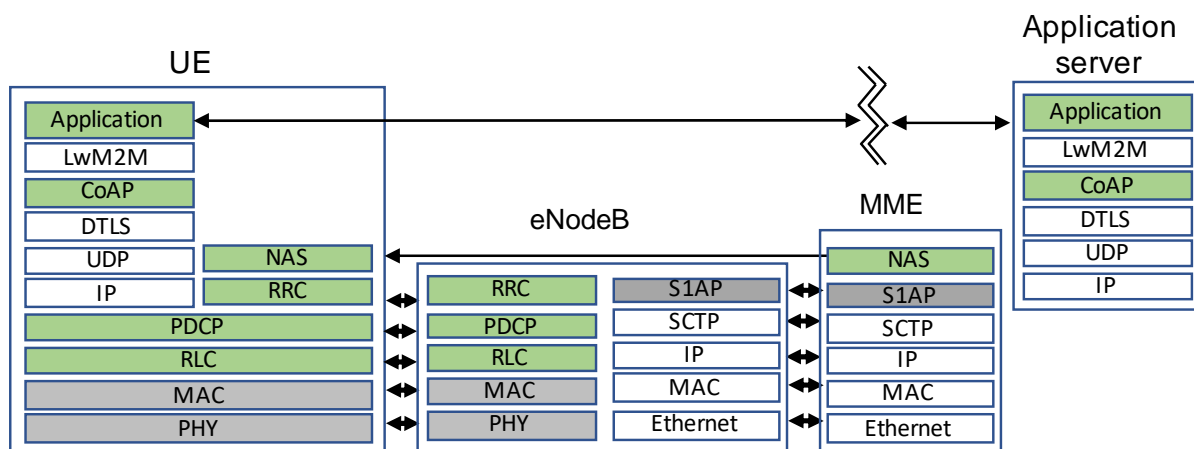 UE
Application
LwM2M
CoAP
DTLS
UDP
IP
NAS
RRC
PDCP
RLC
MAC
PHY
eNodeB
RRC
PDCP
RLC
MAC
PHY
S1AP
SCTP
IP
MAC
Ethernet
MME
NAS
S1AP
SCTP
IP
MAC
Ethernet
Application
server
Application
LwM2M
CoAP
DTLS
UDP
IP